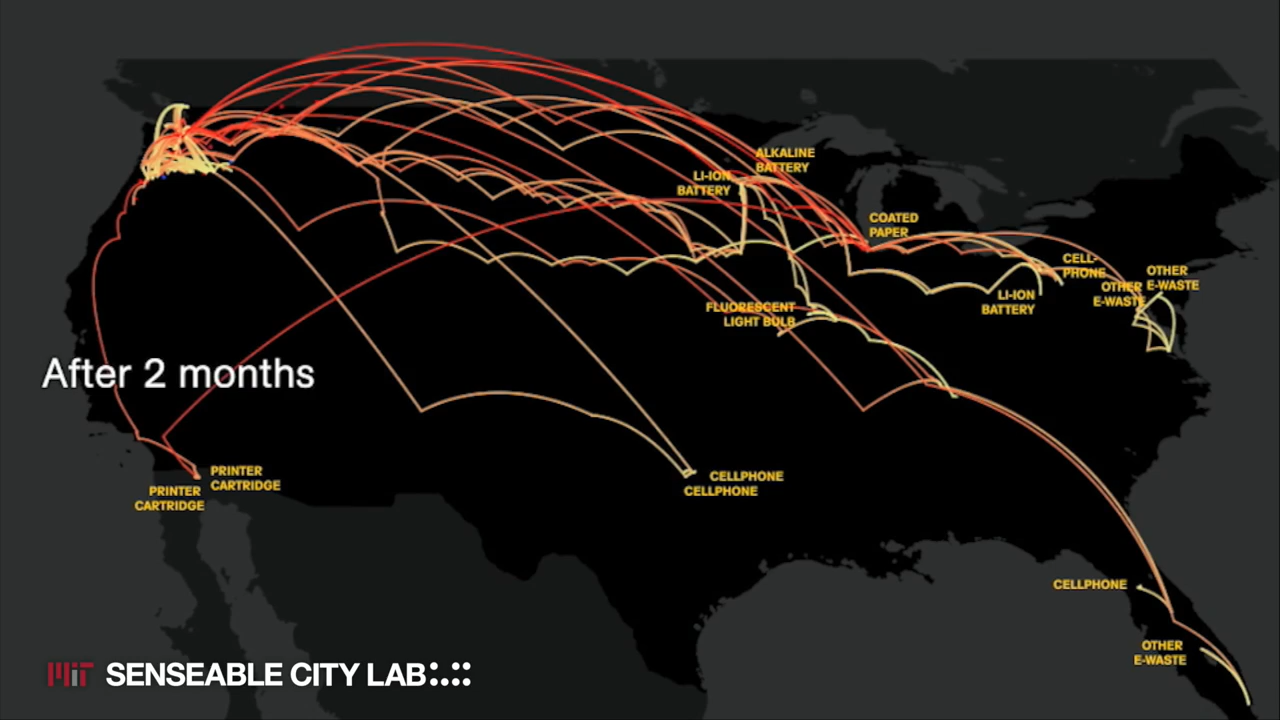 ALKALINE
BATTERY
LI-ION
BATTERY
COATED
PAPER
CELL-
PHONE
OTHER
E-WASTE
OTHER
E-WASTE
LI-ION
BATTERY
FLUORESCENT
LIGHT BULB
After 2 months
PRINTER
CARTRIDGE
PRINTER
CARTRIDGE
CELLPHONE
CELLPHONE
CELLPHONE
OTHER
E-WASTE
MIT SENSEABLE CITY LAB